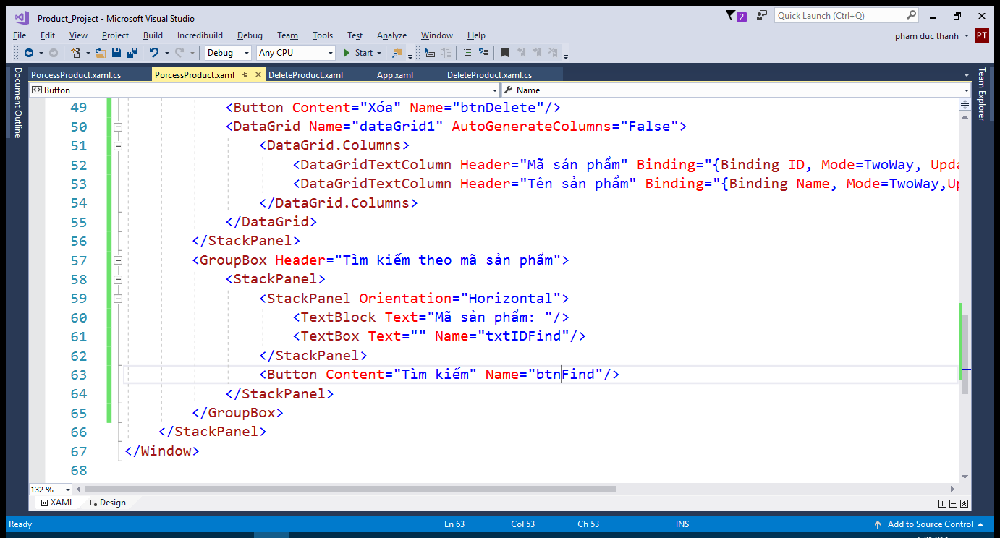 Product_Project - Microsoft Visual Studio
2
Quick Launch (Ctrl+Q)
File Edit View Project Build Incredibuild Debug Team Tools Test Analyze Window Help
pham duc thanh PT
Debug Any CPU Start
Document Outline
PorcessProduct.xaml.cs PorcessProduct.xaml DeleteProduct.xaml App.xaml DeleteProduct.xaml.cs
Team Explorer
Button Name
49 <Button Content="Xóa" Name="btnDelete"/>
50 <DataGrid Name="dataGrid1" AutoGenerateColumns="False">
51 <DataGrid.Columns>
52 <DataGridTextColumn Header="Mã sản phẩm" Binding="{Binding ID, Mode=TwoWay, Upda
53 <DataGridTextColumn Header="Tên sản phẩm" Binding="{Binding Name, Mode=TwoWay,Up
54 </DataGrid.Columns>
55 </DataGrid>
56 </StackPanel>
57 <GroupBox Header="Tìm kiếm theo mã sản phẩm">
58 <StackPanel>
59 <StackPanel Orientation="Horizontal">
60 <TextBlock Text="Mã sản phẩm: "/>
61 <TextBox Text="" Name="txtIDFind"/>
62 </StackPanel>
63 <Button Content="Tìm kiếm" Name="btnFind"/>
64 </StackPanel>
65 </GroupBox>
66 </StackPanel>
67 </Window>
68
132 %
XAML Design
Ready Ln 63 Col 53 Ch 53 INS Add to Source Control